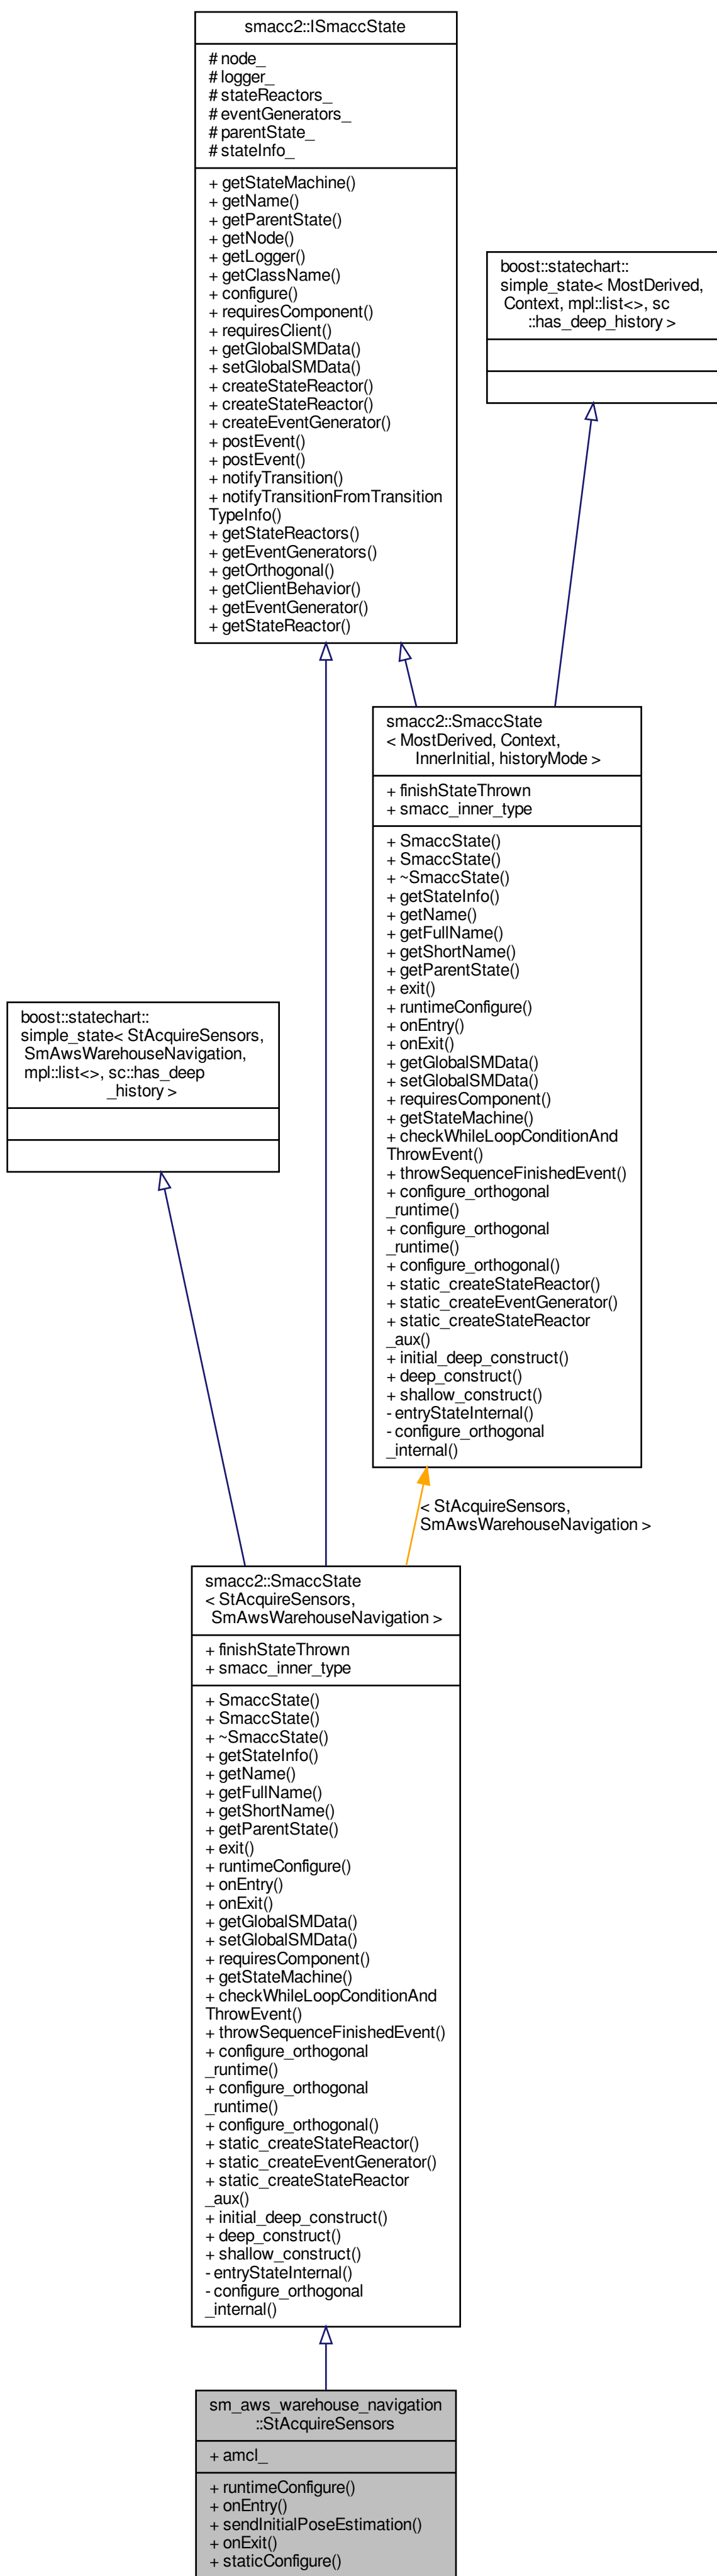 smacc2::ISmaccState
# node_
# logger_
# stateReactors_
# eventGenerators_
# parentState_
# stateInfo_
+ getStateMachine()
+ getName()
+ getParentState()
+ getNode()
+ getLogger()
+ getClassName()
+ configure()
+ requiresComponent()
+ requiresClient()
+ getGlobalSMData()
+ setGlobalSMData()
+ createStateReactor()
+ createStateReactor()
+ createEventGenerator()
+ postEvent()
+ postEvent()
+ notifyTransition()
+ notifyTransitionFromTransition
TypeInfo()
+ getStateReactors()
+ getEventGenerators()
+ getOrthogonal()
+ getClientBehavior()
+ getEventGenerator()
+ getStateReactor()
boost::statechart::
simple_state< MostDerived,
Context, mpl::list<>, sc
::has_deep_history >
smacc2::SmaccState
< MostDerived, Context,
InnerInitial, historyMode >
+ finishStateThrown
+ smacc_inner_type
+ SmaccState()
+ SmaccState()
+ ~SmaccState()
+ getStateInfo()
+ getName()
+ getFullName()
+ getShortName()
+ getParentState()
+ exit()
+ runtimeConfigure()
+ onEntry()
+ onExit()
+ getGlobalSMData()
+ setGlobalSMData()
+ requiresComponent()
+ getStateMachine()
+ checkWhileLoopConditionAnd
ThrowEvent()
+ throwSequenceFinishedEvent()
+ configure_orthogonal
_runtime()
+ configure_orthogonal
_runtime()
+ configure_orthogonal()
+ static_createStateReactor()
+ static_createEventGenerator()
+ static_createStateReactor
_aux()
+ initial_deep_construct()
+ deep_construct()
+ shallow_construct()
- entryStateInternal()
- configure_orthogonal
_internal()
boost::statechart::
simple_state< StAcquireSensors,
SmAwsWarehouseNavigation,
mpl::list<>, sc::has_deep
_history >
< StAcquireSensors,
SmAwsWarehouseNavigation >
smacc2::SmaccState
< StAcquireSensors,
SmAwsWarehouseNavigation >
+ finishStateThrown
+ smacc_inner_type
+ SmaccState()
+ SmaccState()
+ ~SmaccState()
+ getStateInfo()
+ getName()
+ getFullName()
+ getShortName()
+ getParentState()
+ exit()
+ runtimeConfigure()
+ onEntry()
+ onExit()
+ getGlobalSMData()
+ setGlobalSMData()
+ requiresComponent()
+ getStateMachine()
+ checkWhileLoopConditionAnd
ThrowEvent()
+ throwSequenceFinishedEvent()
+ configure_orthogonal
_runtime()
+ configure_orthogonal
_runtime()
+ configure_orthogonal()
+ static_createStateReactor()
+ static_createEventGenerator()
+ static_createStateReactor
_aux()
+ initial_deep_construct()
+ deep_construct()
+ shallow_construct()
- entryStateInternal()
- configure_orthogonal
_internal()
sm_aws_warehouse_navigation
::StAcquireSensors
+ amcl_
+ runtimeConfigure()
+ onEntry()
+ sendInitialPoseEstimation()
+ onExit()
+ staticConfigure()